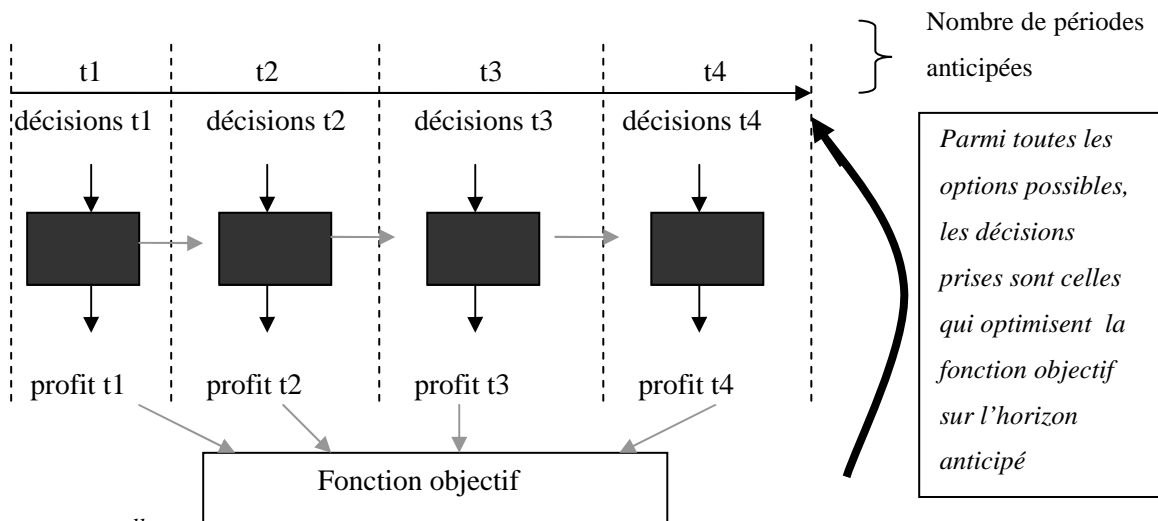 Nombre de périodes
anticipées
t1 t2 t3 t4
décisions t1 décisions t2 décisions t3 décisions t4
Parmi toutes les
options possibles,
les décisions
prises sont celles
qui optimisent la
fonction objectif
sur l’horizon
anticipé
profit t1 profit t2 profit t3 profit t4
Fonction objectif